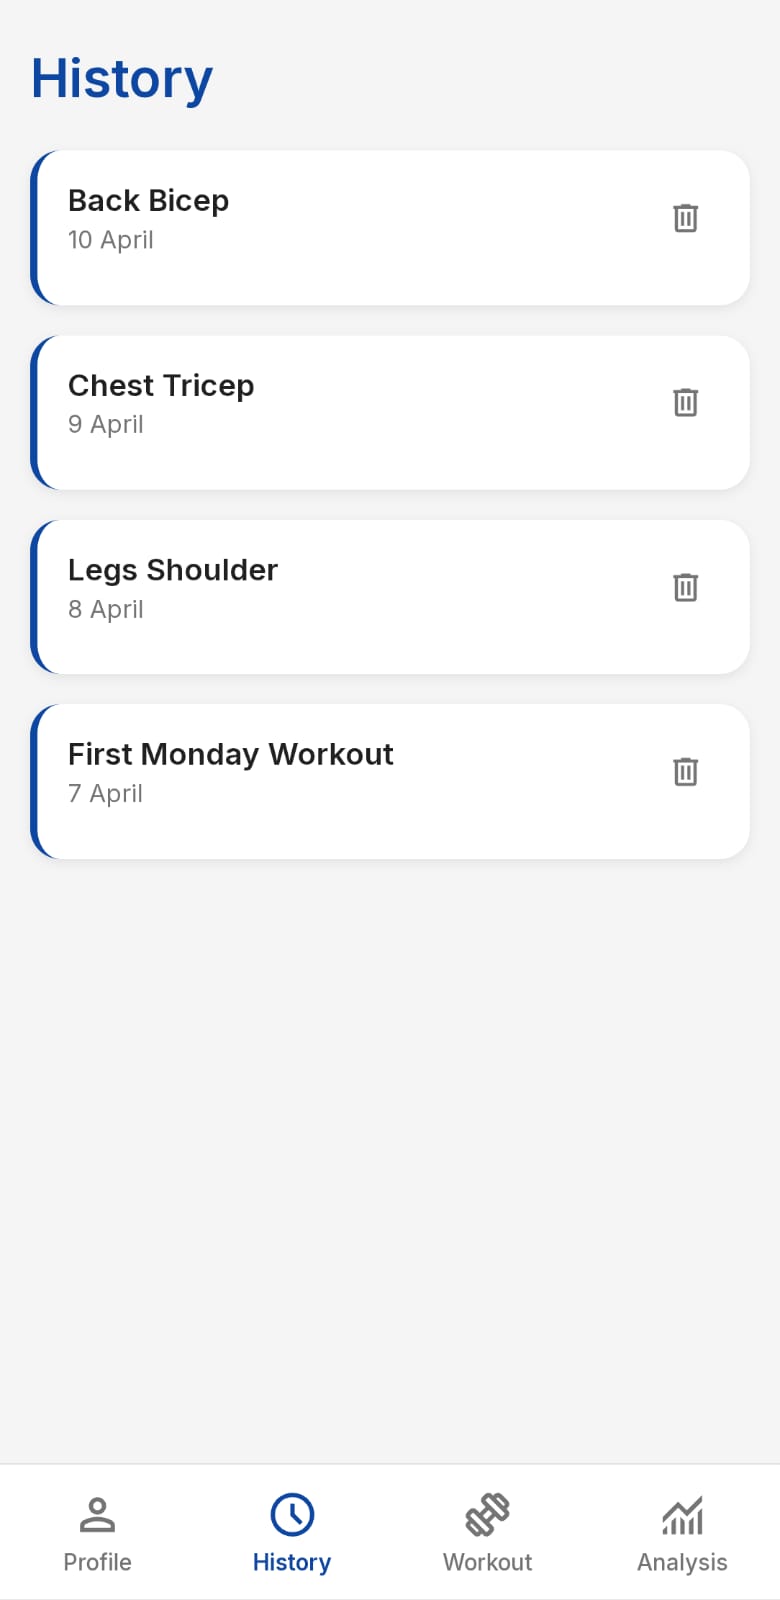 History
Back Bicep
10 April
Chest Tricep
9 April
Legs Shoulder
8 April
First Monday Workout
7 April
Profile
History
Workout
Analysis